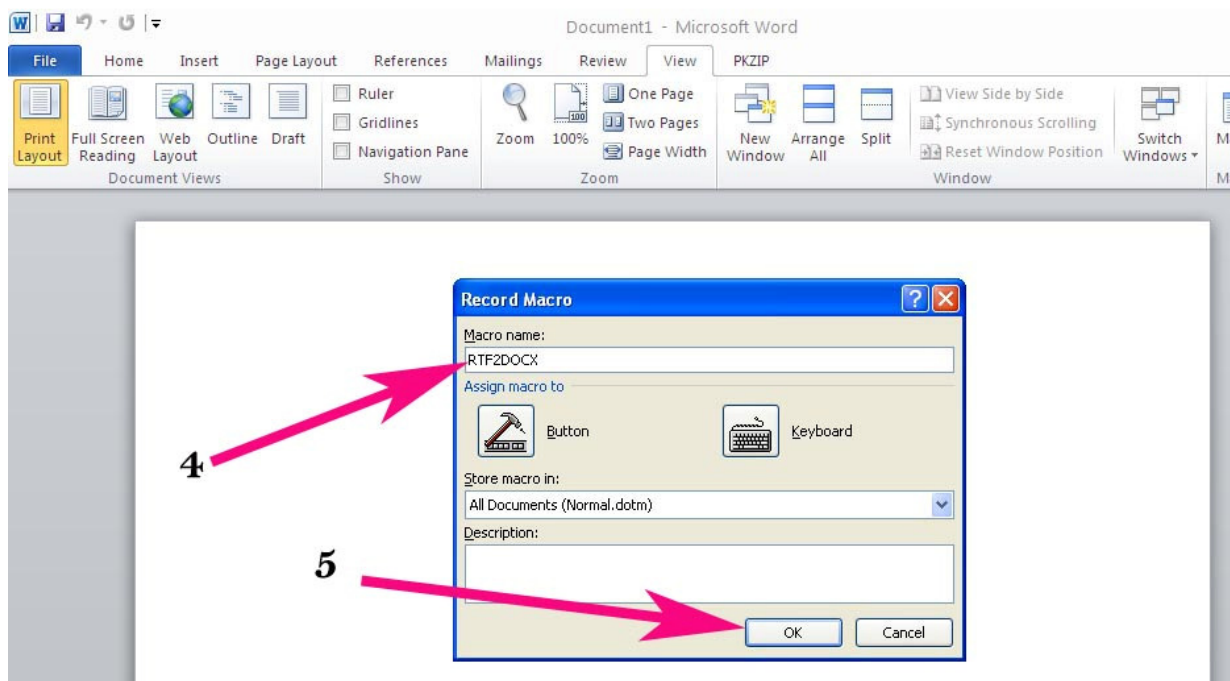 W
Document1 - Microsoft Word
File Home Insert Page Layout References Mailings Review View PKZIP
Print Layout
Full Screen Reading
Web Layout
Outline
Draft
Document Views
Ruler
Gridlines
Navigation Pane
Show
Zoom
100
100%
One Page
Two Pages
Page Width
Zoom
New Window
Arrange All
Split
View Side by Side
Synchronous Scrolling
Reset Window Position
Window
Switch Windows
M
M
Record Macro
?
Macro name:
RTF2DOCX
Assign macro to
Button
Keyboard
4
Store macro in:
All Documents (Normal.dotm)
Description:
5
OK Cancel